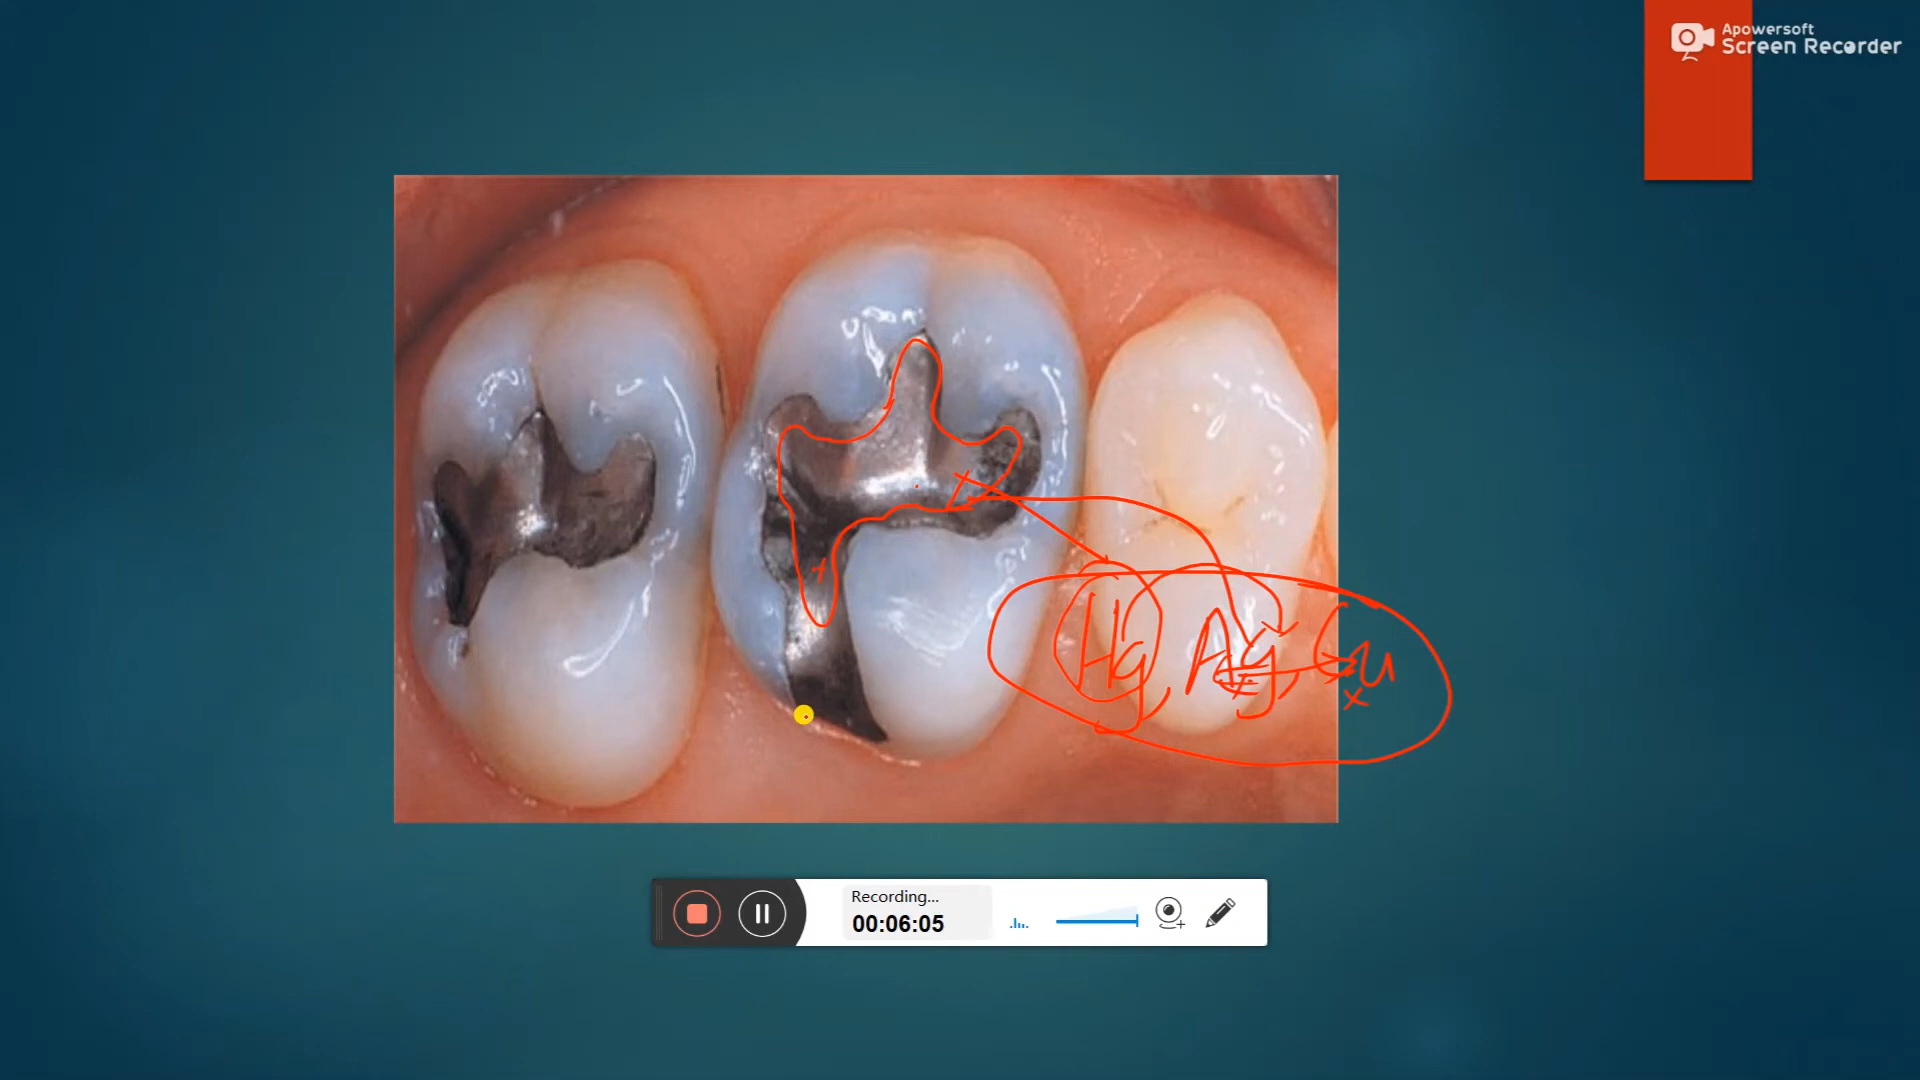 Apowersoft
Screen Recorder
Hg, Ag, Cu
Recording...
00:06:05